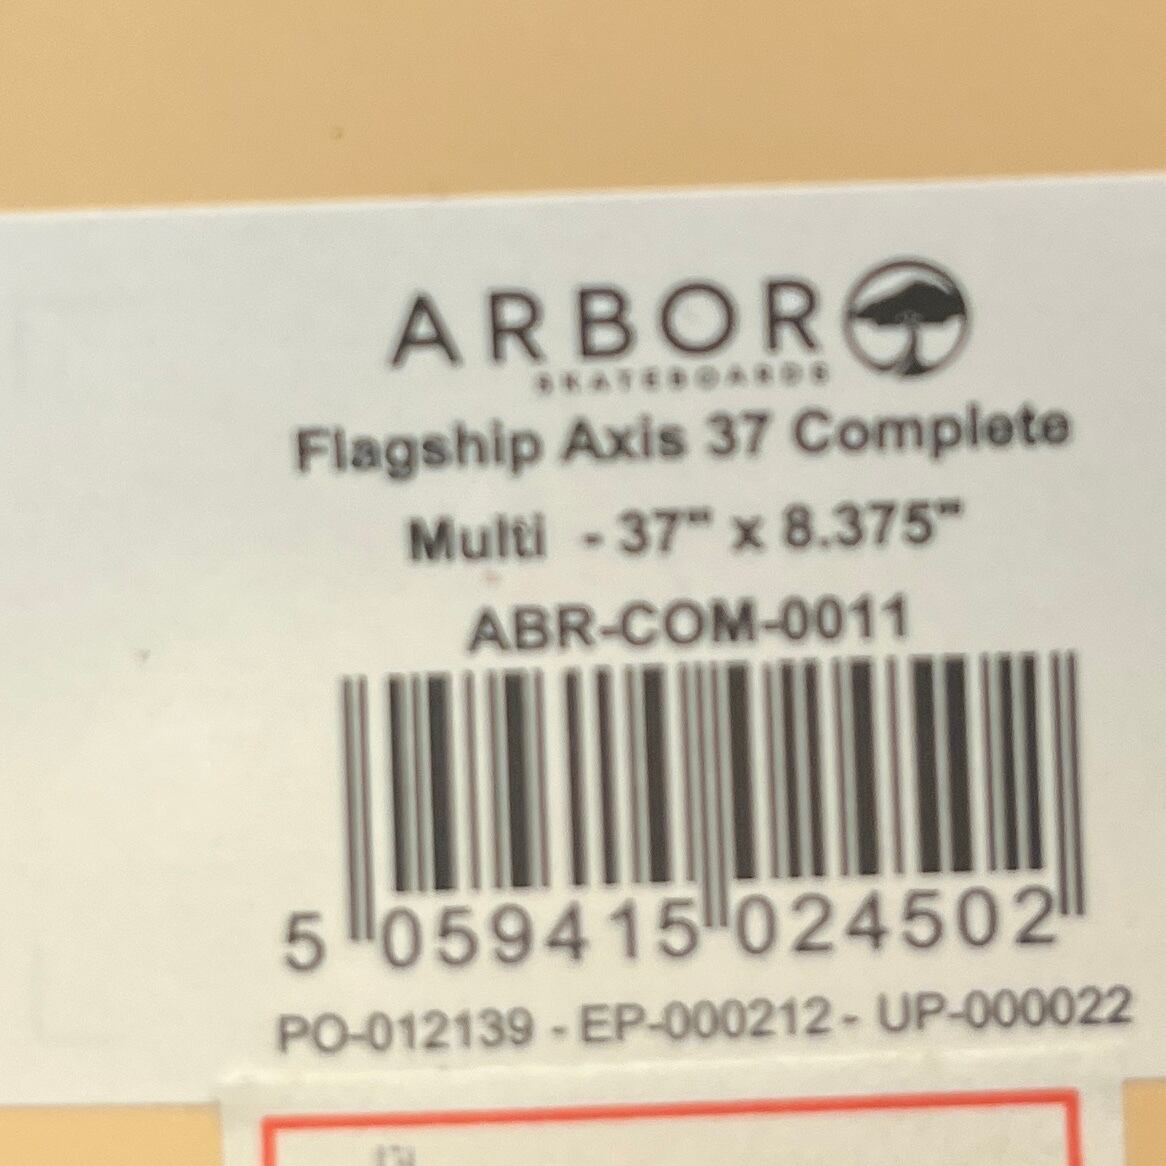 ARBOR
SKATEBOARDS
Flagship Axis 37 Complete
Multi - 37" x 8.375"
ABR-COM-0011
5 059415 024502
PO-012139 - EP-000212 - UP-000022